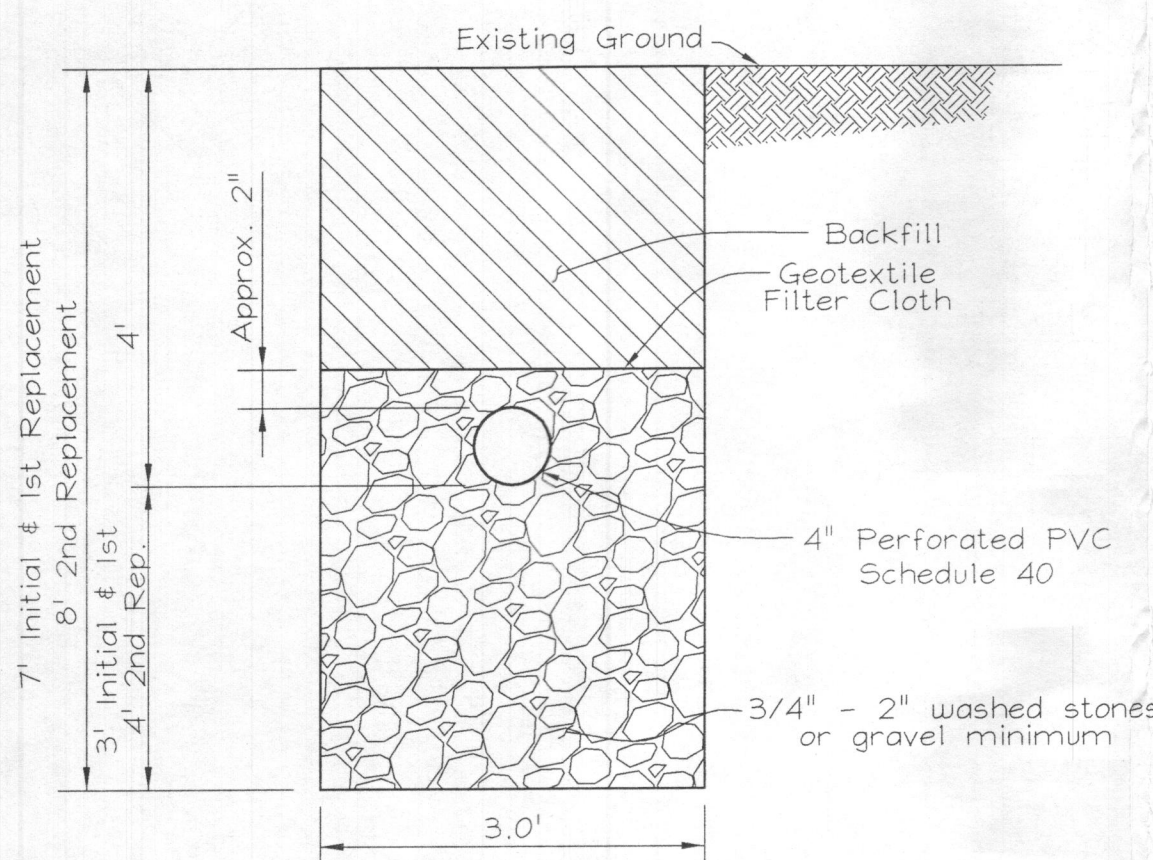 Existing Ground
Approx. 2"
4'
7' Initial & 1st Replacement
8' 2nd Replacement
3' Initial & 1st
4' 2nd Rep.
Backfill
Geotextile
Filter Cloth
4" Perforated PVC
Schedule 40
3/4" - 2" washed stones
or gravel minimum
3.0'